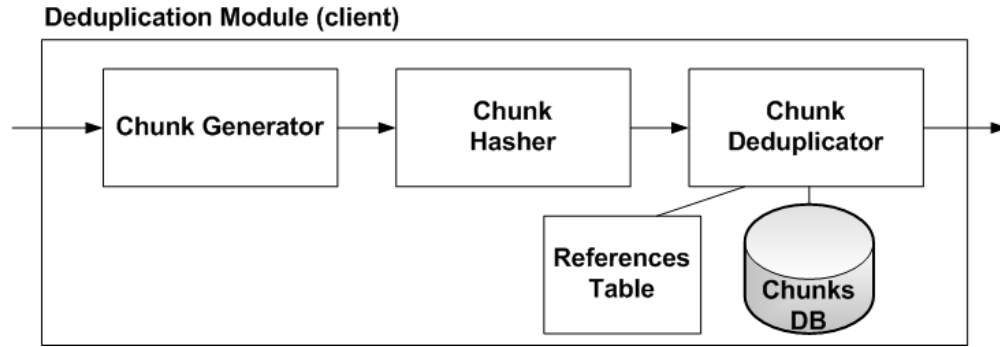 Deduplication Module (client)
Chunk Generator
Chunk
Hasher
Chunk
Deduplicator
References
Table
Chunks
DB